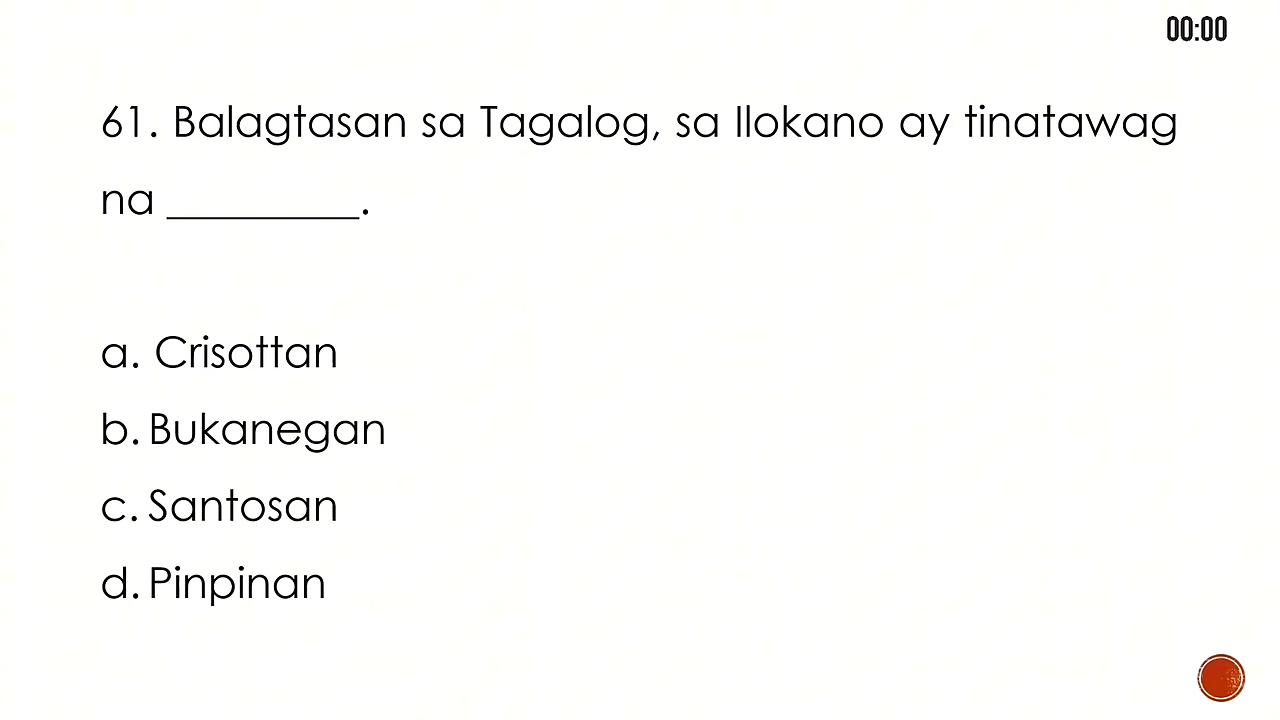 00:00
61. Balagtasan sa Tagalog, sa Ilokano ay tinatawag
na _________.
a. Crisottan
b. Bukanegan
c. Santosan
d. Pinpinan